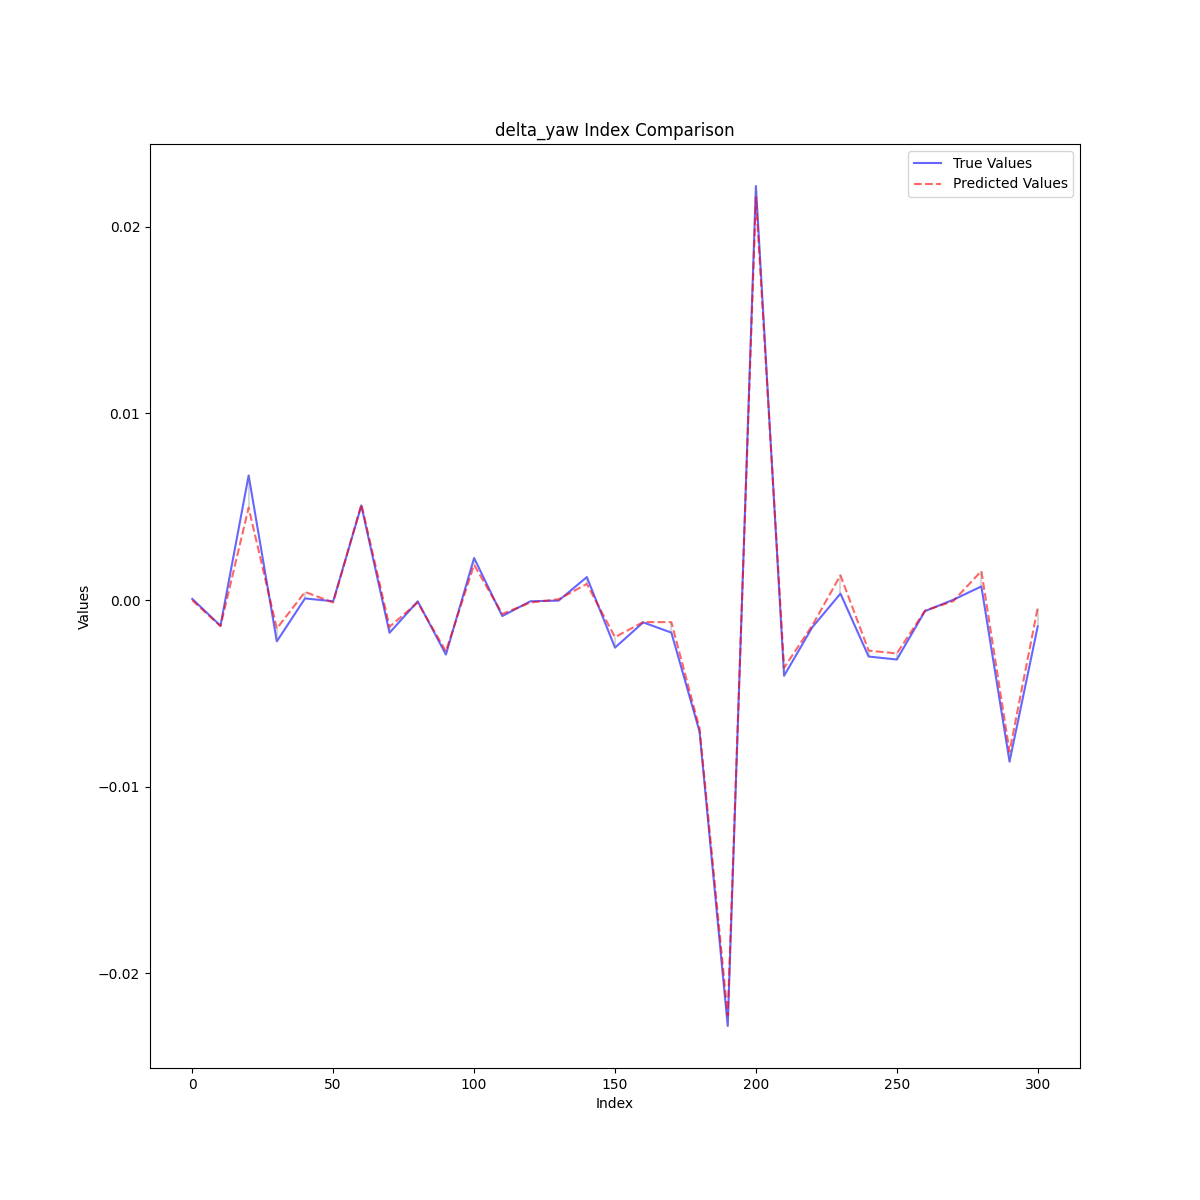 delta_yaw Index Comparison
True Values
Predicted Values
0.02
0.01
0.00
−0.01
−0.02
Values
0
50
100
150
200
250
300
Index